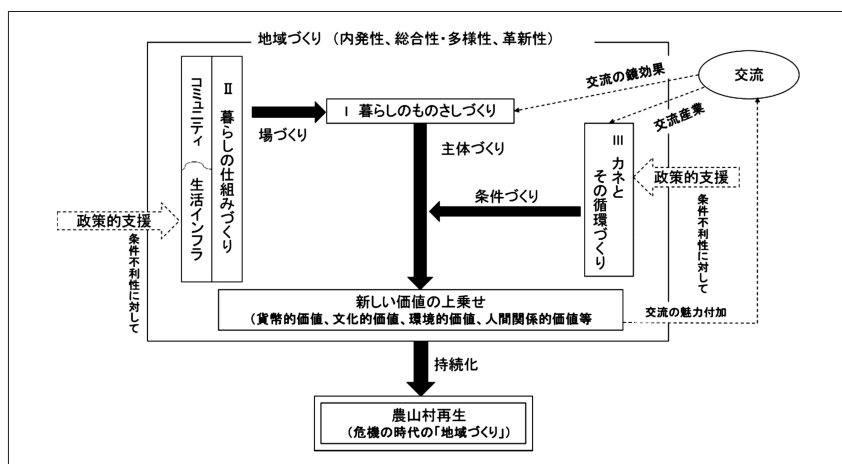 地域づくり （内発性、総合性・多様性、革新性）
コミュニティ
生活インフラ
Ⅱ 暮らしの仕組みづくり
場づくり
Ⅰ 暮らしのものさしづくり
交流の鏡効果
交流
交流産業
主体づくり
Ⅲ カネと
その循環づくり
条件づくり
政策的支援
条件不利性に対して
政策的支援
条件不利性に対して
新しい価値の上乗せ
（貨幣的価値、文化的価値、環境的価値、人間関係的価値等
交流の魅力付加
持続化
農山村再生
（危機の時代の「地域づくり」）